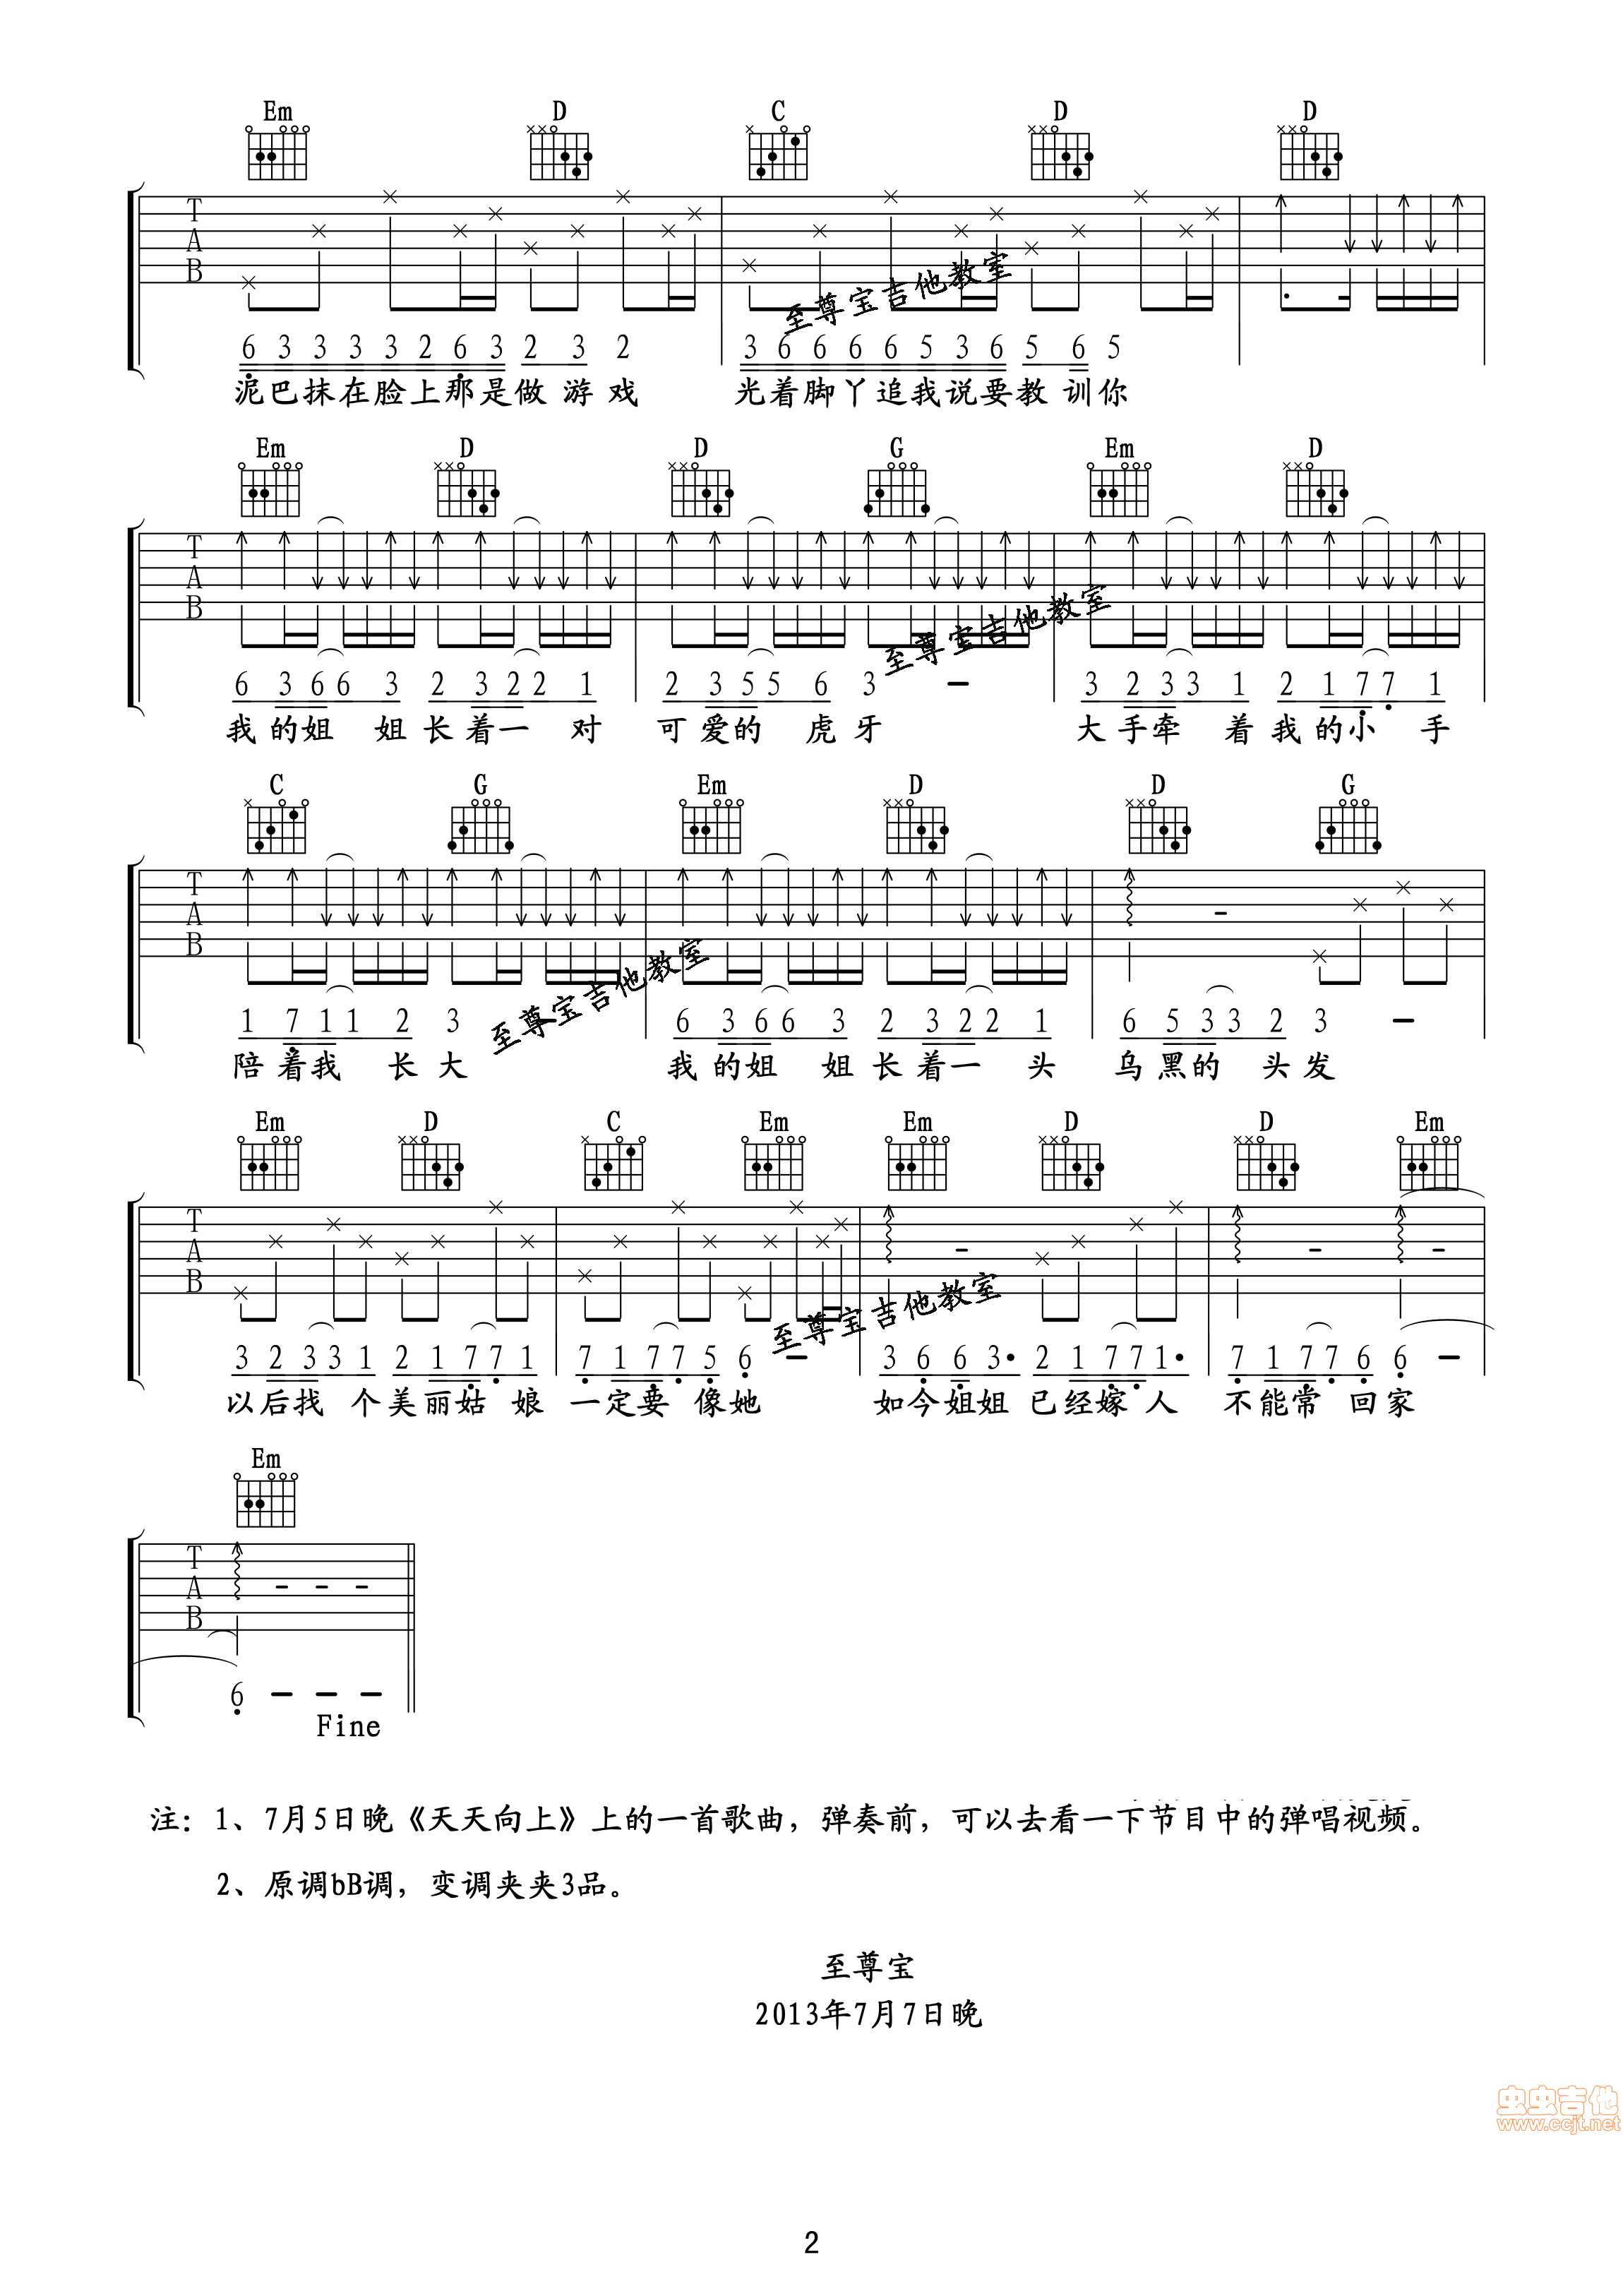 Em D C D D
T
A
B
至尊宝吉他教室
6 3 3 3 3 2 6 3 2 3 2 3 6 6 6 6 5 3 6 5 6 5
泥巴抹在脸上那是做游戏 光着脚丫追我说要教训你
Em D D G Em D
T
A
B
至尊宝吉他教室
6 3 6 6 3 2 3 2 2 1 2 3 5 5 6 3 - 3 2 3 3 1 2 1 7 7 1
我的姐 姐长着一 对 可爱的 虎牙 大手牵 着我的小 手
C G Em D D G
T
A
B
至尊宝吉他教室
1 7 1 1 2 3 - 6 3 6 6 3 2 3 2 2 1 6 5 3 3 2 3 -
陪着我 长大 我的姐 姐长着一 头 乌黑的 头发
Em D C Em Em D D Em
T
A
B
至尊宝吉他教室
3 2 3 3 1 2 1 7 7 1 7 1 7 7 5 6 - 3 6 6 3· 2 1 7 7 1· 7 1 7 7 6 6 -
以后找 个美丽姑 娘 一定要 像她 如今姐姐 已经嫁 人 不能常 回家
Em
T
A
B
6 - - -
Fine
注：1、7月5日晚《天天向上》上的一首歌曲，弹奏前，可以去看一下节目中的弹唱视频。
2、原调bB调，变调夹夹3品。
至尊宝
2013年7月7日晚
虫虫吉他
www.ccjt.net
2